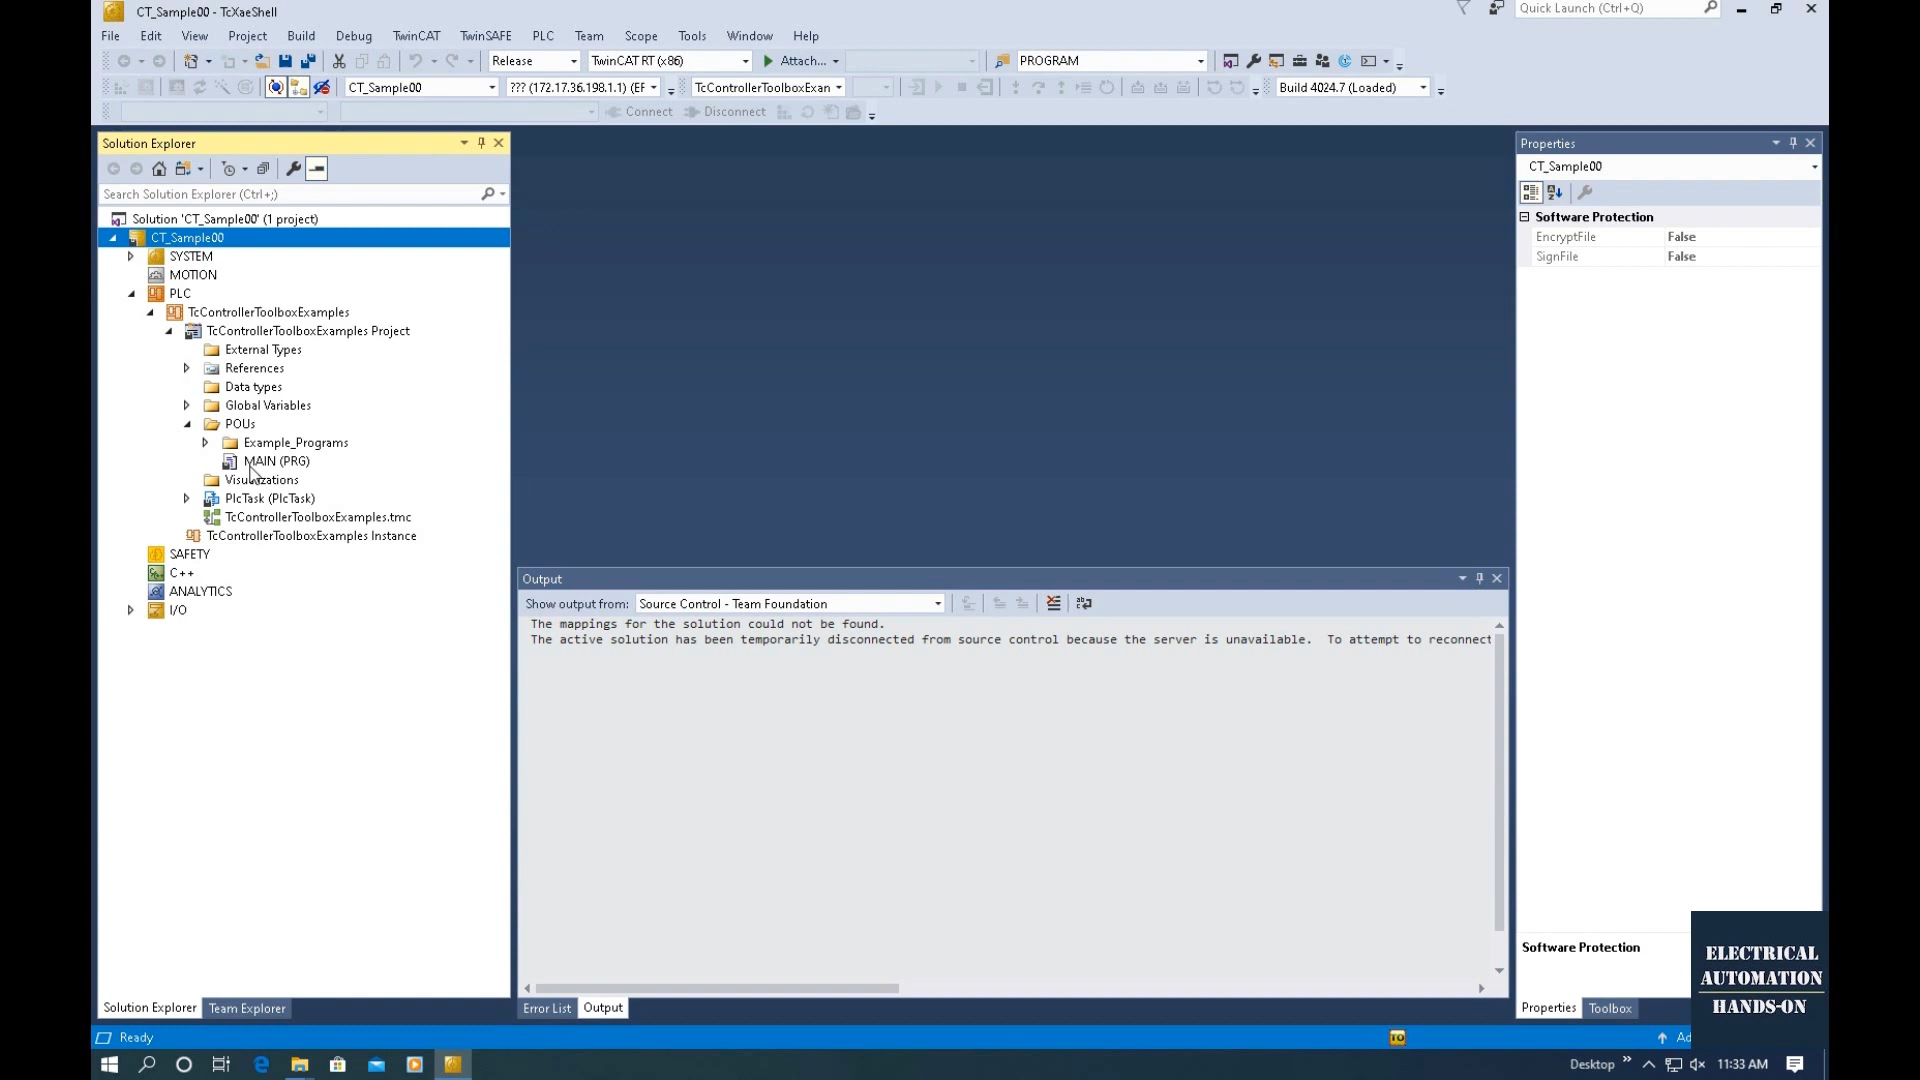 CT_Sample00 - TcXaeShell
Quick Launch (Ctrl+Q)
File Edit View Project Build Debug TwinCAT TwinSAFE PLC Team Scope Tools Window Help
Release TwinCAT RT (x86) Attach... PROGRAM
CT_Sample00 ??? (172.17.36.198.1.1) (EF TcControllerToolboxExan Build 4024.7 (Loaded)
Connect Disconnect
Solution Explorer
Search Solution Explorer (Ctrl+;)
Solution 'CT_Sample00' (1 project)
CT_Sample00
SYSTEM
MOTION
PLC
TcControllerToolboxExamples
TcControllerToolboxExamples Project
External Types
References
Data types
Global Variables
POUs
Example_Programs
MAIN (PRG)
Visualizations
PlcTask (PlcTask)
TcControllerToolboxExamples.tmc
TcControllerToolboxExamples Instance
SAFETY
C++
ANALYTICS
I/O
Solution Explorer Team Explorer
Output
Show output from: Source Control - Team Foundation
The mappings for the solution could not be found.
The active solution has been temporarily disconnected from source control because the server is unavailable. To attempt to reconnect
Error List Output
Properties
CT_Sample00
Software Protection
EncryptFile False
SignFile False
Software Protection
Properties Toolbox
ELECTRICAL
AUTOMATION
HANDS-ON
Ready
Ad
Desktop 11:33 AM